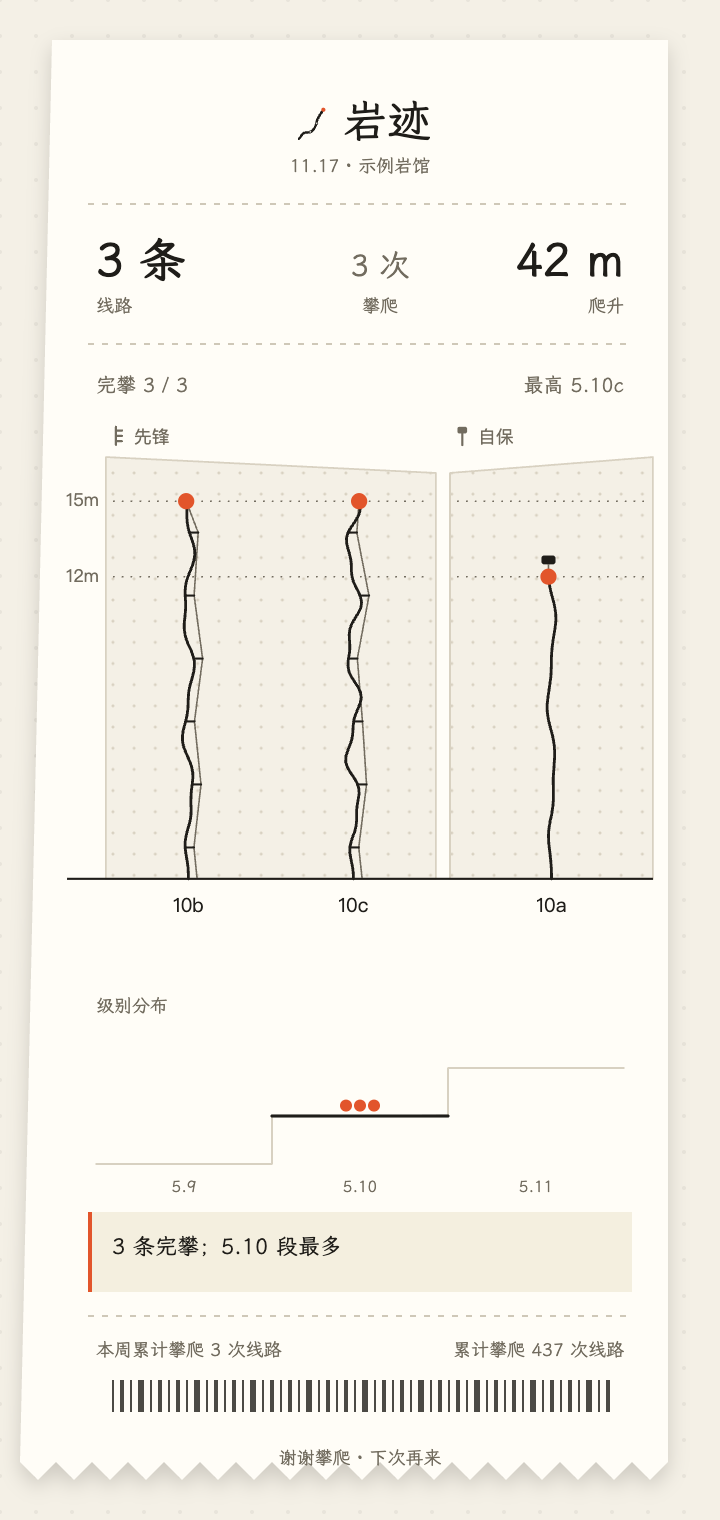 岩迹
11.17·示例岩馆
3 条 3 次 42 m
线路 攀爬 爬升
完攀 3 / 3 最高 5.10c
先锋 自保
15m
12m
10b 10c 10a
级别分布
5.9 5.10 5.11
3 条完攀；5.10 段最多
本周累计攀爬 3 次线路 累计攀爬 437 次线路
谢谢攀爬·下次再来